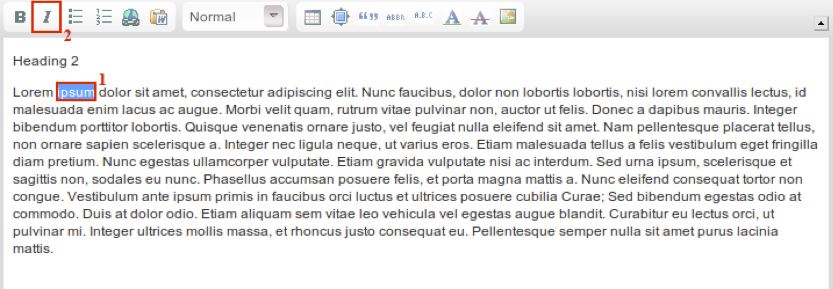 B I Normal “ ” ABBR A.B.C A A
2
Heading 2
1
Lorem ipsum dolor sit amet, consectetur adipiscing elit. Nunc faucibus, dolor non lobortis lobortis, nisi lorem convallis lectus, id
malesuada enim lacus ac augue. Morbi velit quam, rutrum vitae pulvinar non, auctor ut felis. Donec a dapibus mauris. Integer
bibendum porttitor lobortis. Quisque venenatis ornare justo, vel feugiat nulla eleifend sit amet. Nam pellentesque placerat tellus,
non ornare sapien scelerisque a. Integer nec ligula neque, ut varius eros. Etiam malesuada tellus a felis vestibulum eget fringilla
diam pretium. Nunc egestas ullamcorper vulputate. Etiam gravida vulputate nisi ac interdum. Sed urna ipsum, scelerisque et
sagittis non, sodales eu nunc. Phasellus accumsan posuere felis, et porta magna mattis a. Nunc eleifend consequat tortor non
congue. Vestibulum ante ipsum primis in faucibus orci luctus et ultrices posuere cubilia Curae; Sed bibendum egestas odio at
commodo. Duis at dolor odio. Etiam aliquam sem vitae leo vehicula vel egestas augue blandit. Curabitur eu lectus orci, ut
pulvinar mi. Integer ultrices mollis massa, et rhoncus justo consequat eu. Pellentesque semper nulla sit amet purus lacinia
mattis.